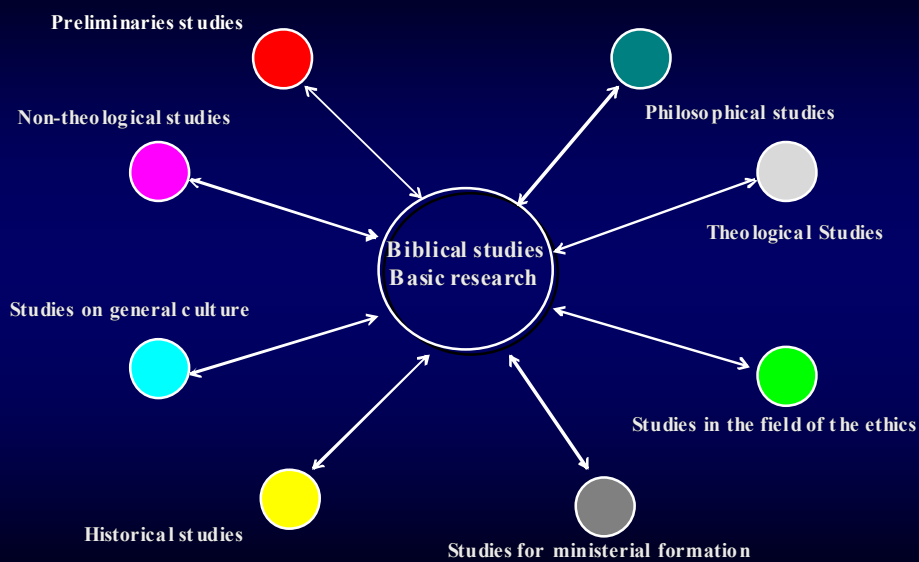 Preliminaries studies
Philosophical studies
Non-theological studies
Theological Studies
Biblical studies
Basic research
Studies on general culture
Studies in the field of the ethics
Historical studies
Studies for ministerial formation